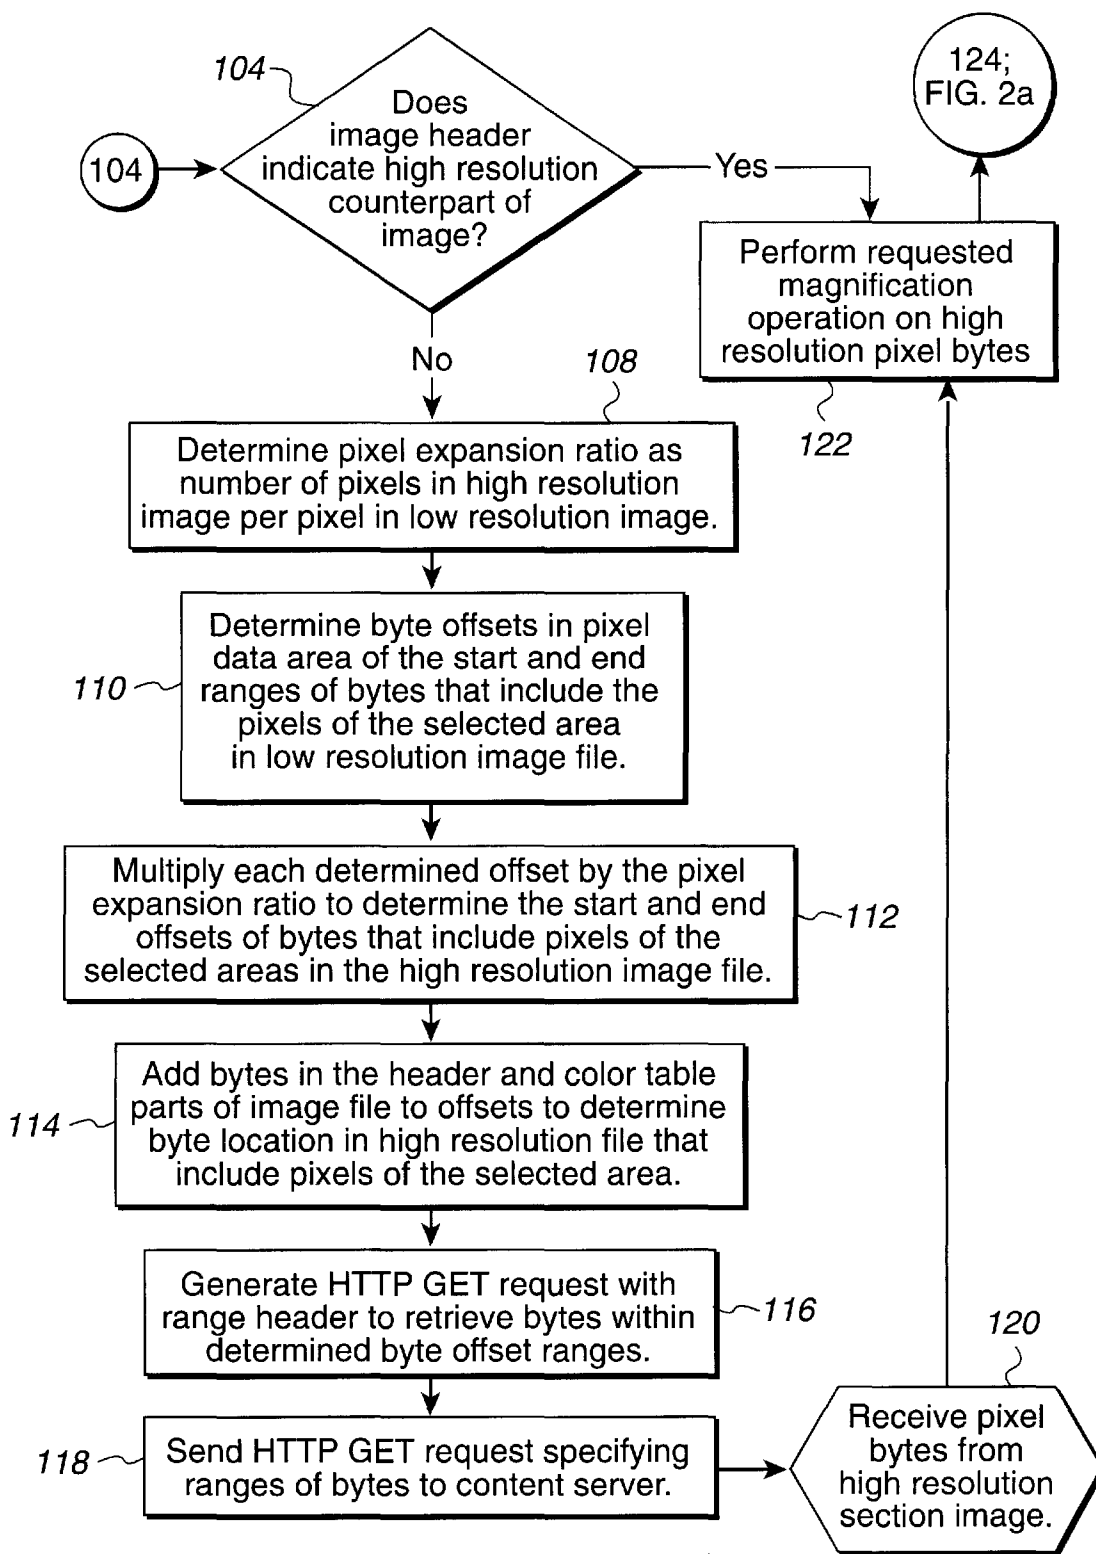 104
Does
image header
indicate high resolution
counterpart of
image?
104
Yes
124;
FIG. 2a
Perform requested
magnification
operation on high
resolution pixel bytes
122
No
108
Determine pixel expansion ratio as
number of pixels in high resolution
image per pixel in low resolution image.
110
Determine byte offsets in pixel
data area of the start and end
ranges of bytes that include the
pixels of the selected area
in low resolution image file.
Multiply each determined offset by the pixel
expansion ratio to determine the start and end
offsets of bytes that include pixels of the
selected areas in the high resolution image file.
112
114
Add bytes in the header and color table
parts of image file to offsets to determine
byte location in high resolution file that
include pixels of the selected area.
Generate HTTP GET request with
range header to retrieve bytes within
determined byte offset ranges.
116
118
Send HTTP GET request specifying
ranges of bytes to content server.
120
Receive pixel
bytes from
high resolution
section image.